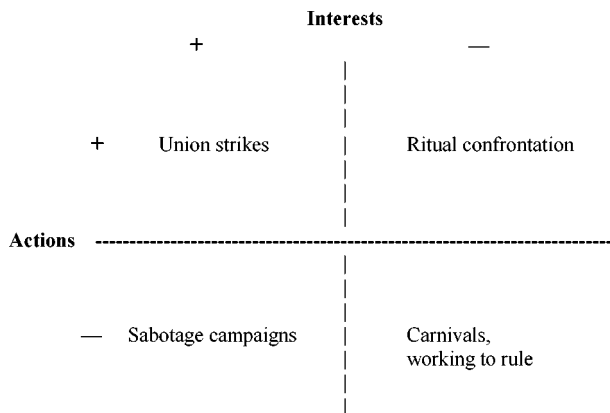 Interests
+ —
+ Union strikes Ritual confrontation
Actions
— Sabotage campaigns Carnivals,
working to rule